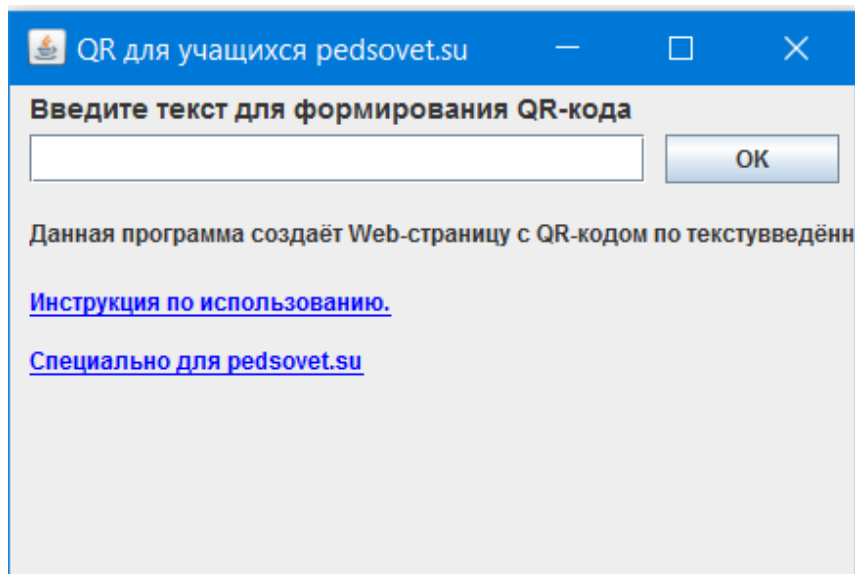 QR для учащихся pedsovet.su
Введите текст для формирования QR-кода
OK
Данная программа создаёт Web-страницу с QR-кодом по текстувведённ
Инструкция по использованию.
Специально для pedsovet.su